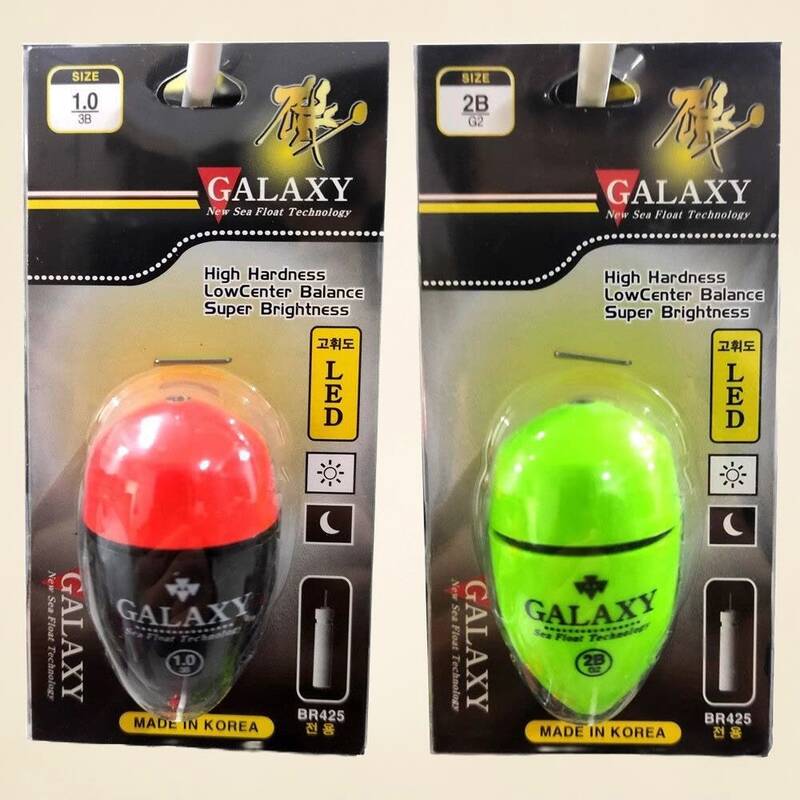 SIZE
1.0
3B
磯
GALAXY
New Sea Float Technology
High Hardness
LowCenter Balance
Super Brightness
고휘도
LED
GALAXY
Sea Float Technology
1.0
3B
GALAXY
New Sea Float Technology
BR425
전용
MADE IN KOREA
SIZE
2B
G2
磯
GALAXY
New Sea Float Technology
High Hardness
LowCenter Balance
Super Brightness
고휘도
LED
GALAXY
Sea Float Technology
2B
G2
GALAXY
New Sea Float Technology
BR425
전용
MADE IN KOREA